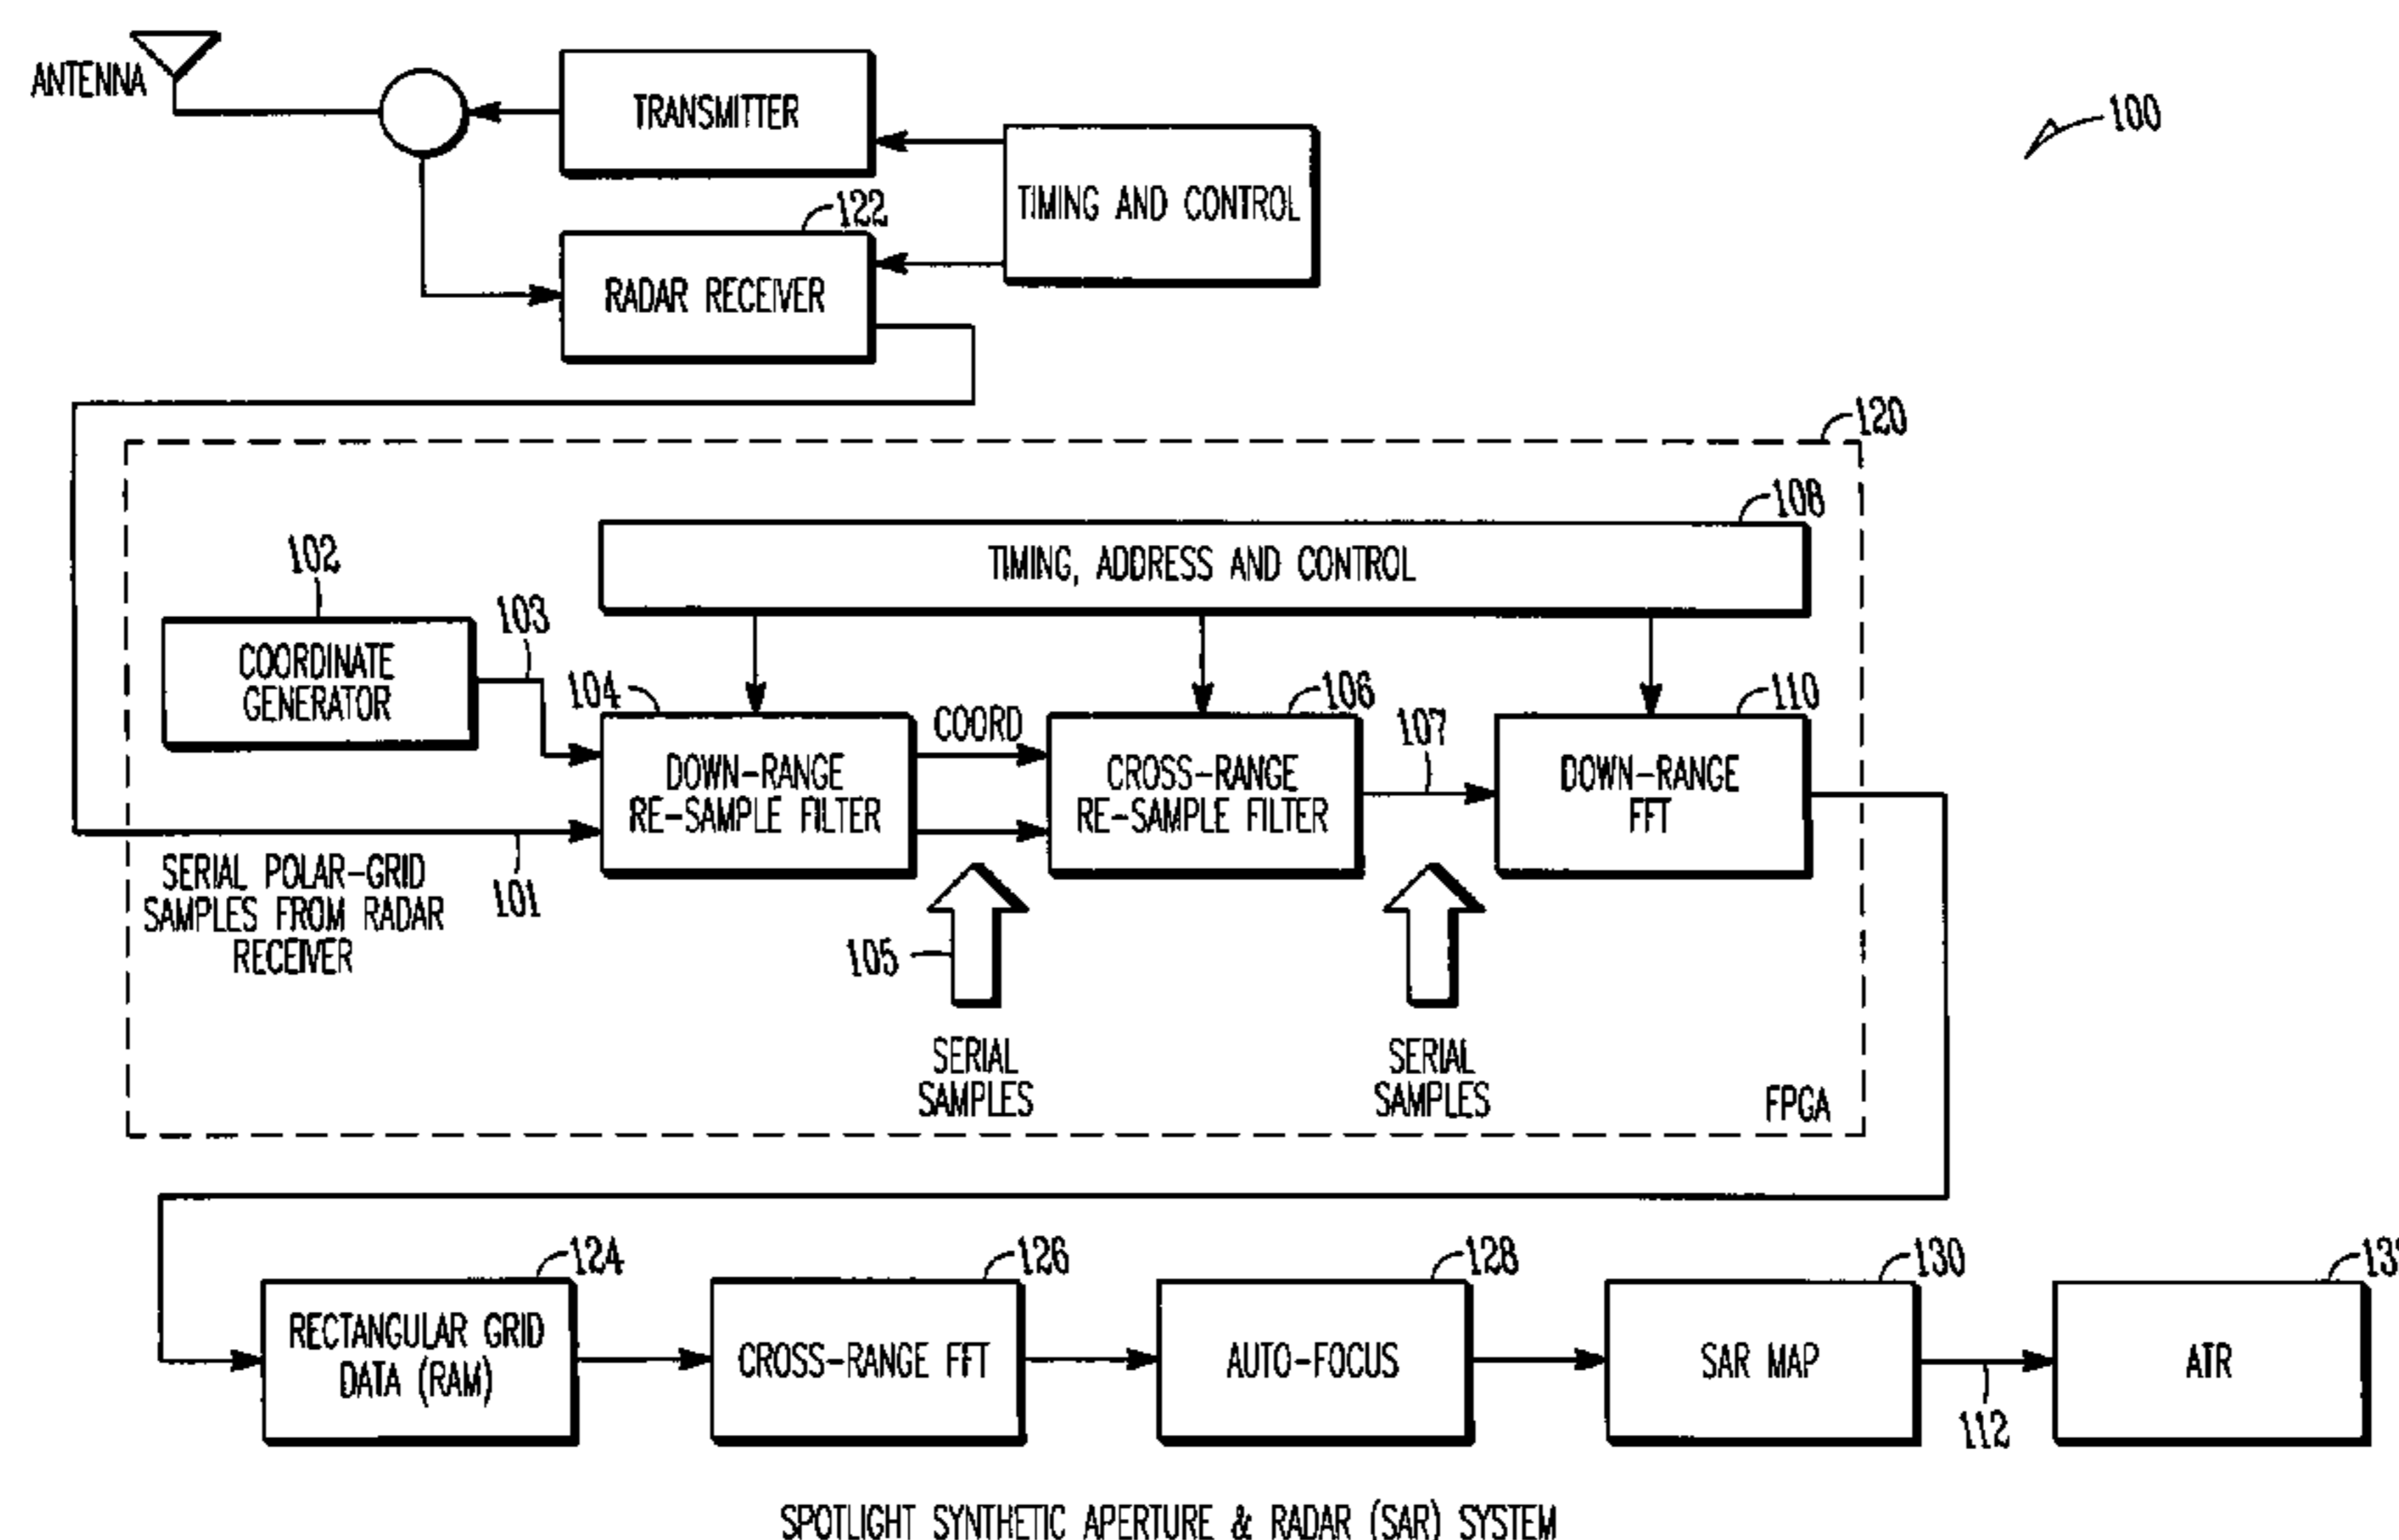 ANTENNA
TRANSMITTER
100
TIMING AND CONTROL
122
RADAR RECEIVER
120
108
TIMING, ADDRESS AND CONTROL
102
COORDINATE
GENERATOR
103
104
DOWN-RANGE
RE-SAMPLE FILTER
COORD
106
CROSS-RANGE
RE-SAMPLE FILTER
107
110
DOWN-RANGE
FFT
SERIAL POLAR-GRID
SAMPLES FROM RADAR
RECEIVER
101
105
SERIAL
SAMPLES
SERIAL
SAMPLES
FPGA
124
RECTANGULAR GRID
DATA (RAM)
126
CROSS-RANGE FFT
128
AUTO-FOCUS
130
SAR MAP
112
ATR
SPOTLIGHT SYNTHETIC APERTURE & RADAR (SAR) SYSTEM